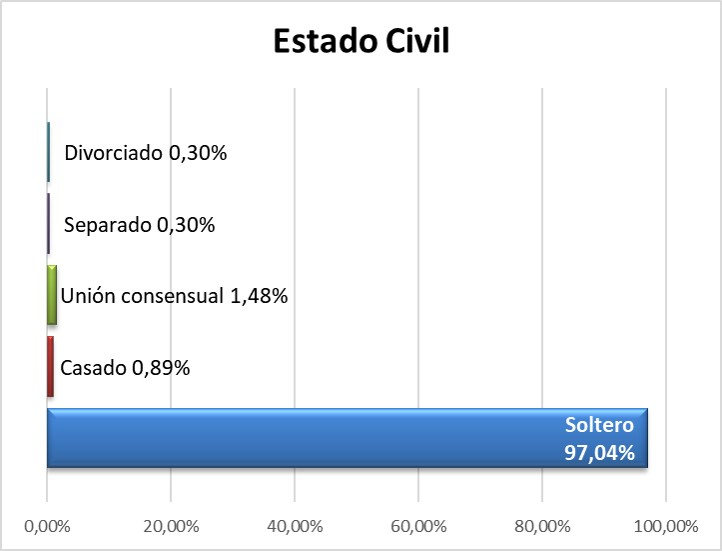 Estado Civil
Divorciado 0,30%
Separado 0,30%
Unión consensual 1,48%
Casado 0,89%
Soltero
97,04%
0,00% 20,00% 40,00% 60,00% 80,00% 100,00%